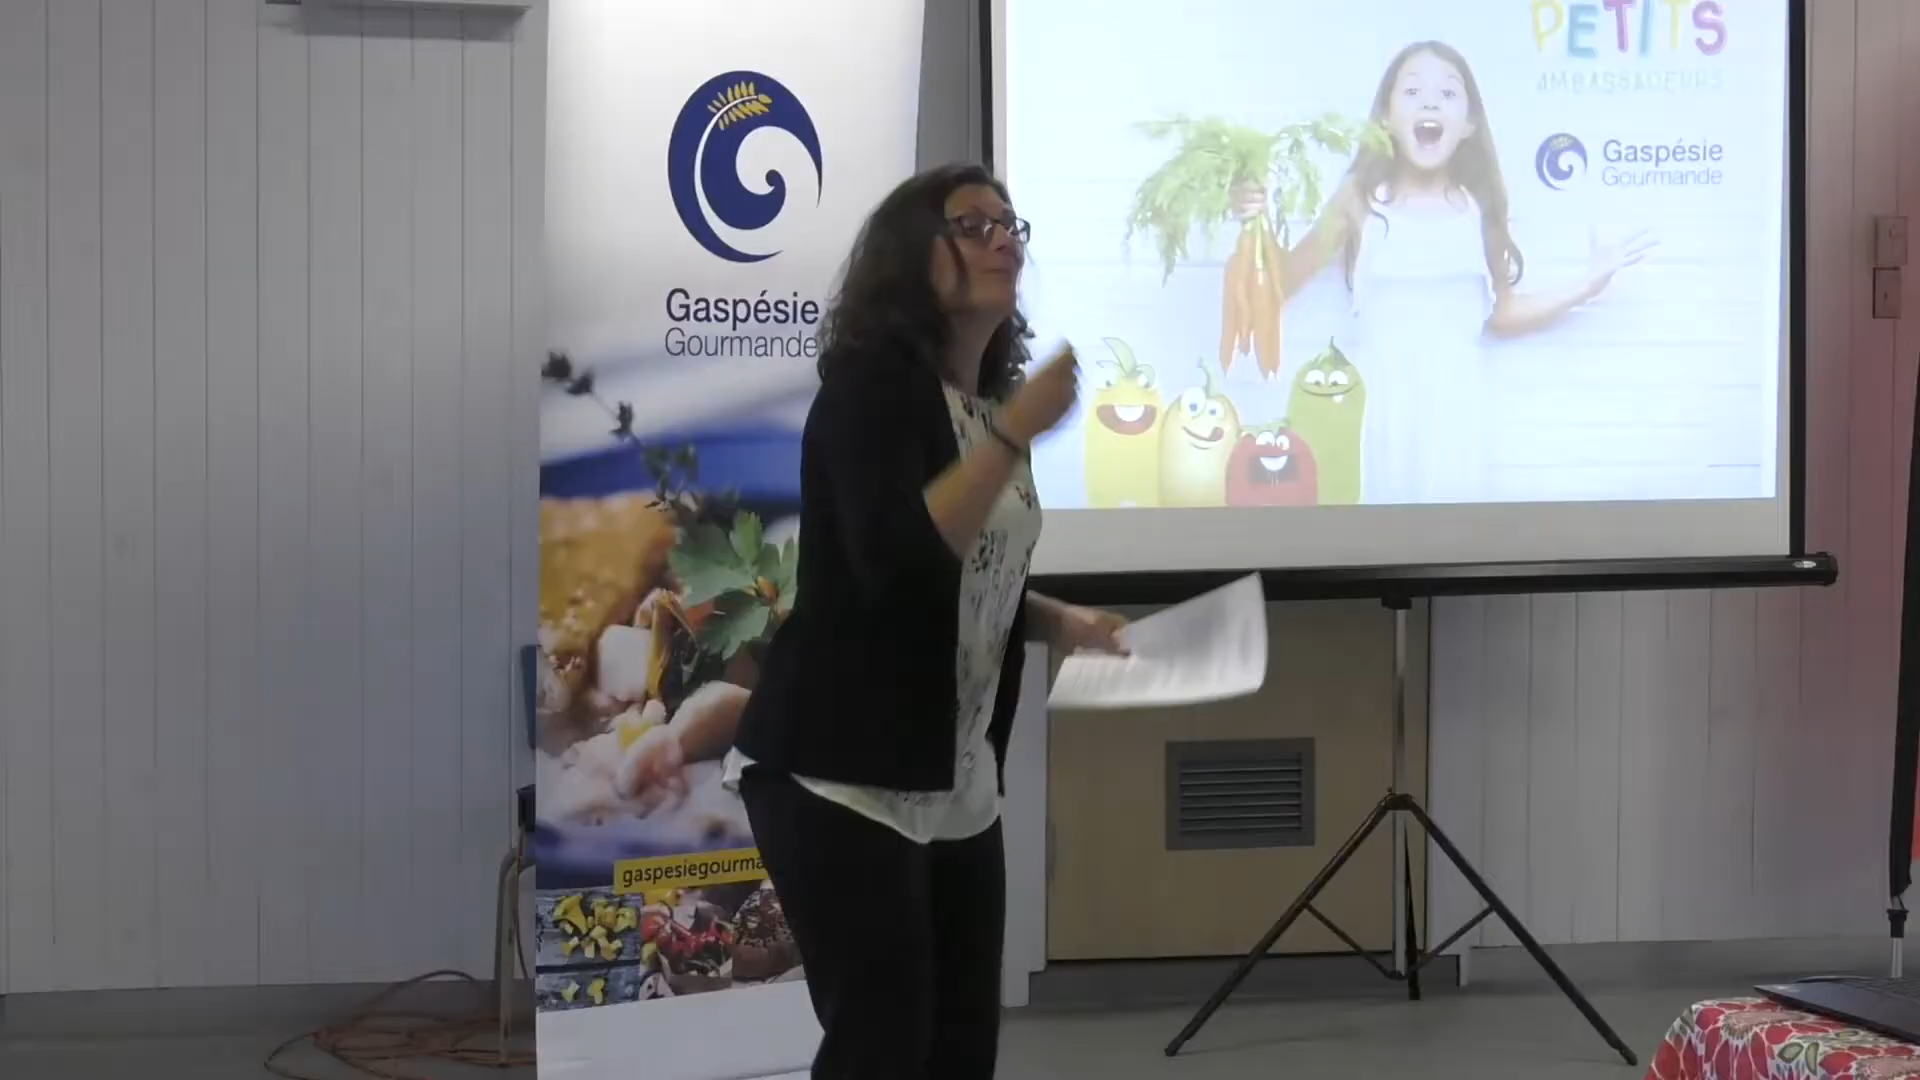 Gaspésie
Gourmande
gaspesiegourma
PETITS
AMBASSADEURS
Gaspésie
Gourmande